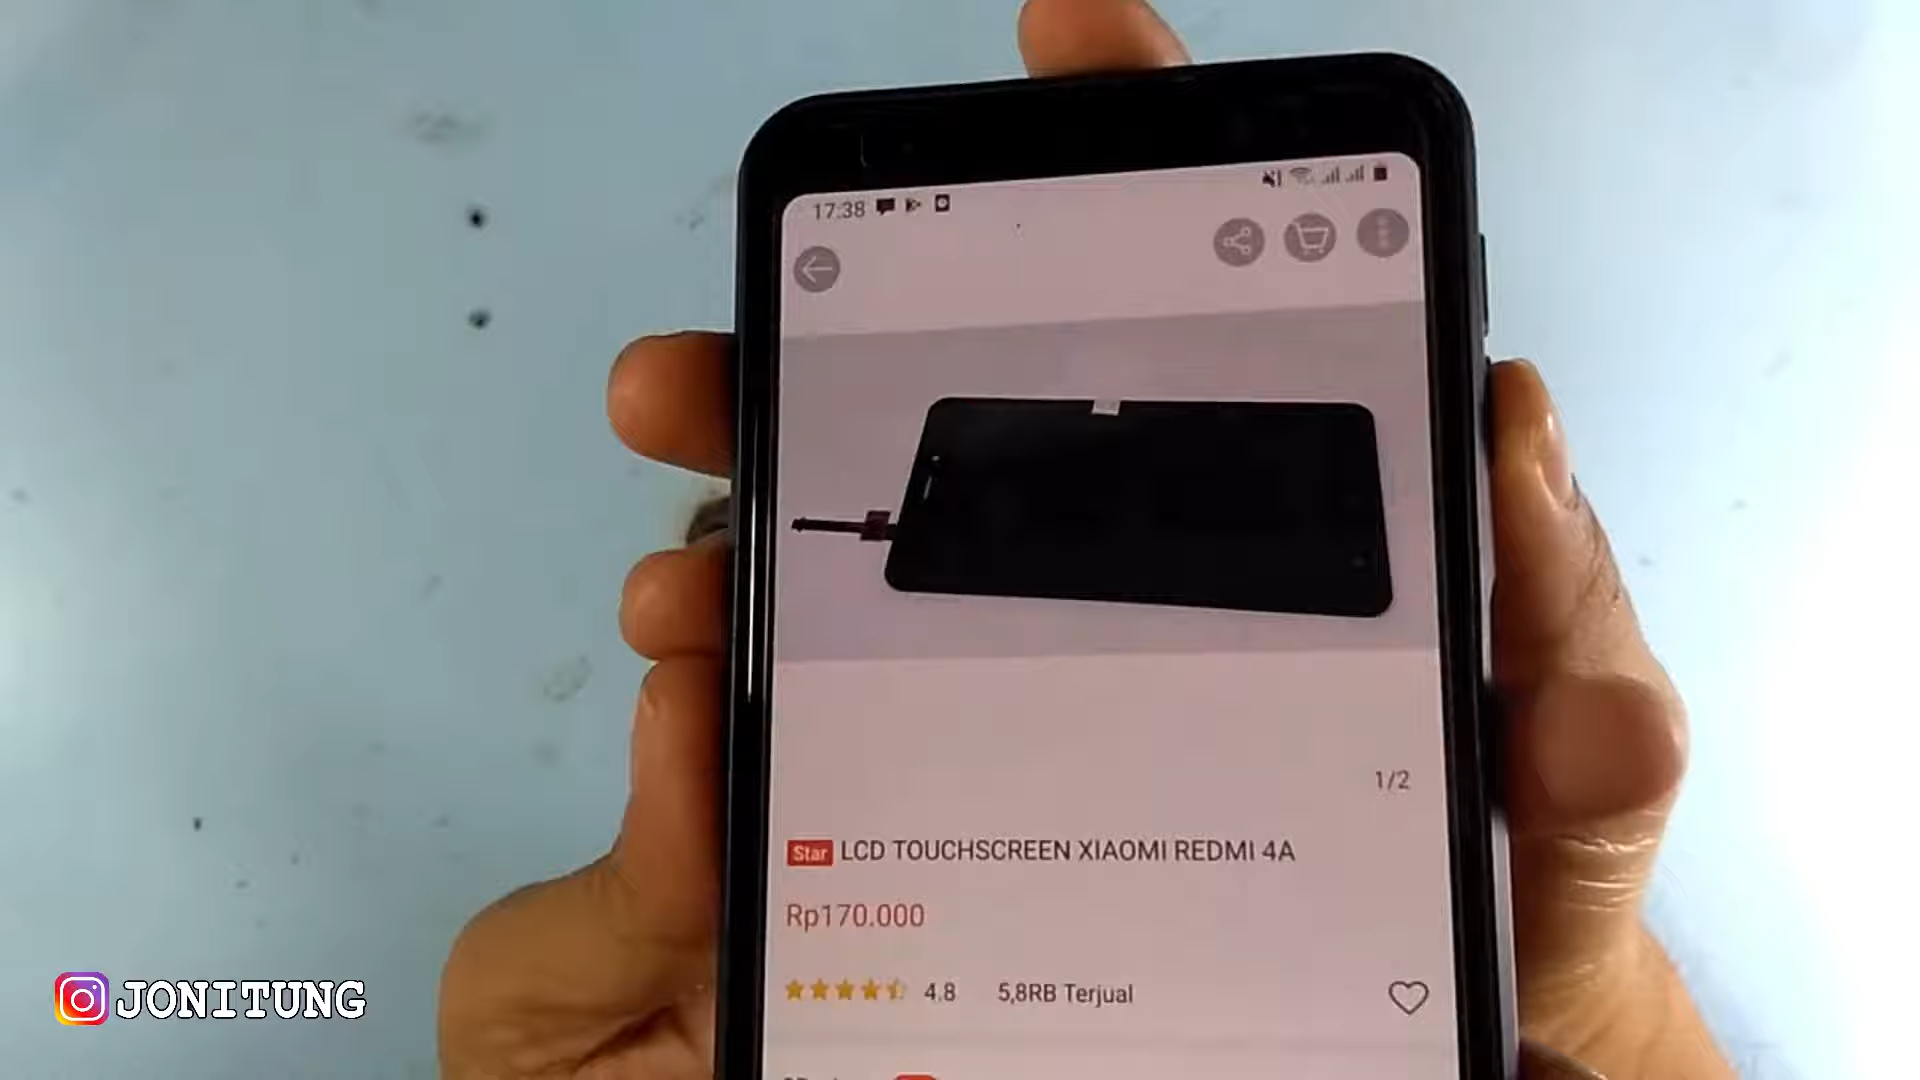 17:38
1/2
Star LCD TOUCHSCREEN XIAOMI REDMI 4A
Rp170.000
4.8 5,8RB Terjual
JONITUNG